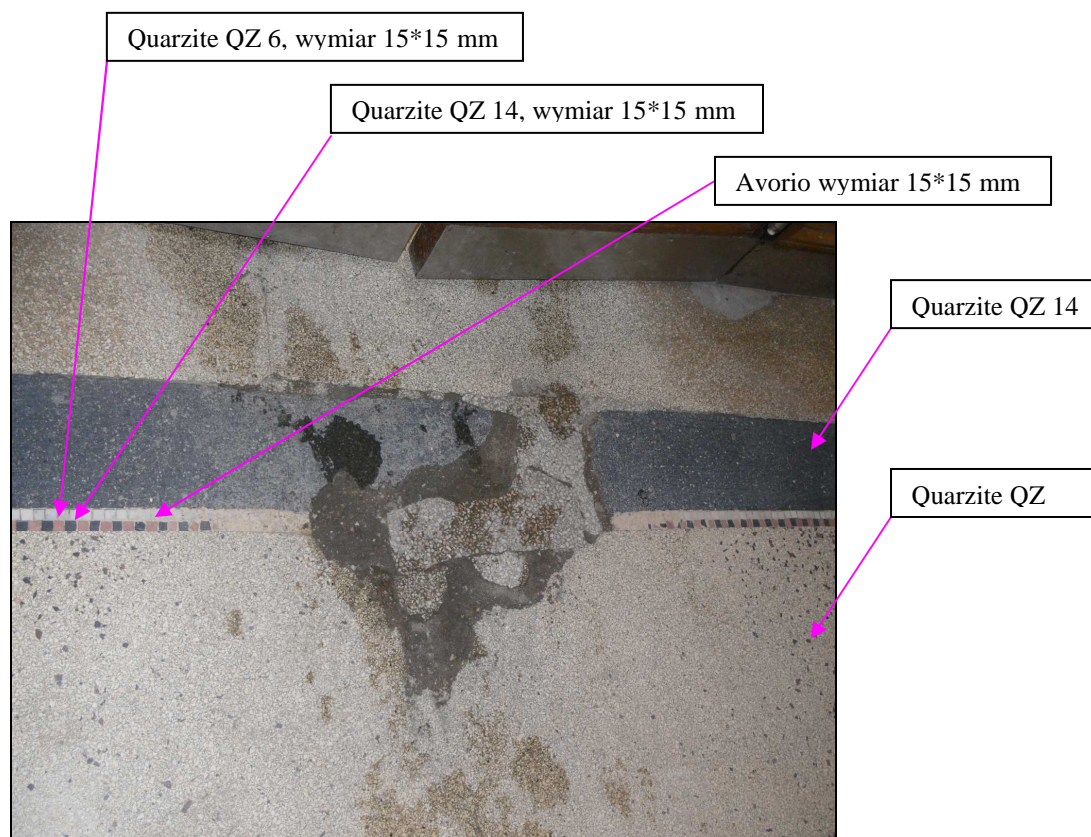 Quarzite QZ 6, wymiar 15*15 mm
Quarzite QZ 14, wymiar 15*15 mm
Avorio wymiar 15*15 mm
Quarzite QZ 14
Quarzite QZ